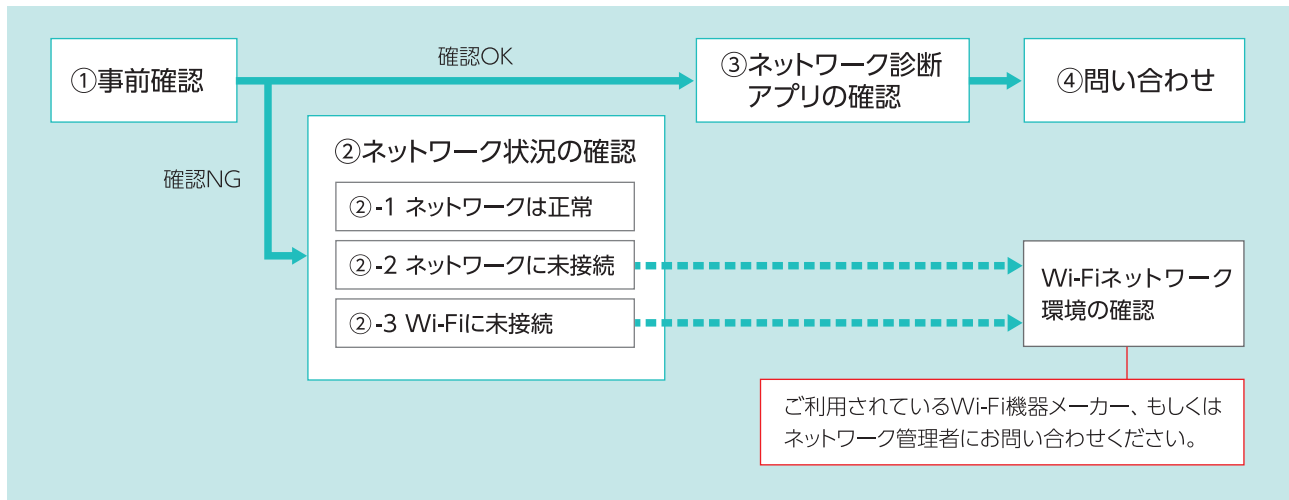 ①事前確認
確認OK
③ネットワーク診断
アプリの確認
④問い合わせ
確認NG
②ネットワーク状況の確認
②-1 ネットワークは正常
②-2 ネットワークに未接続
②-3 Wi-Fiに未接続
Wi-Fiネットワーク
環境の確認
ご利用されているWi-Fi機器メーカー、もしくは
ネットワーク管理者にお問い合わせください。